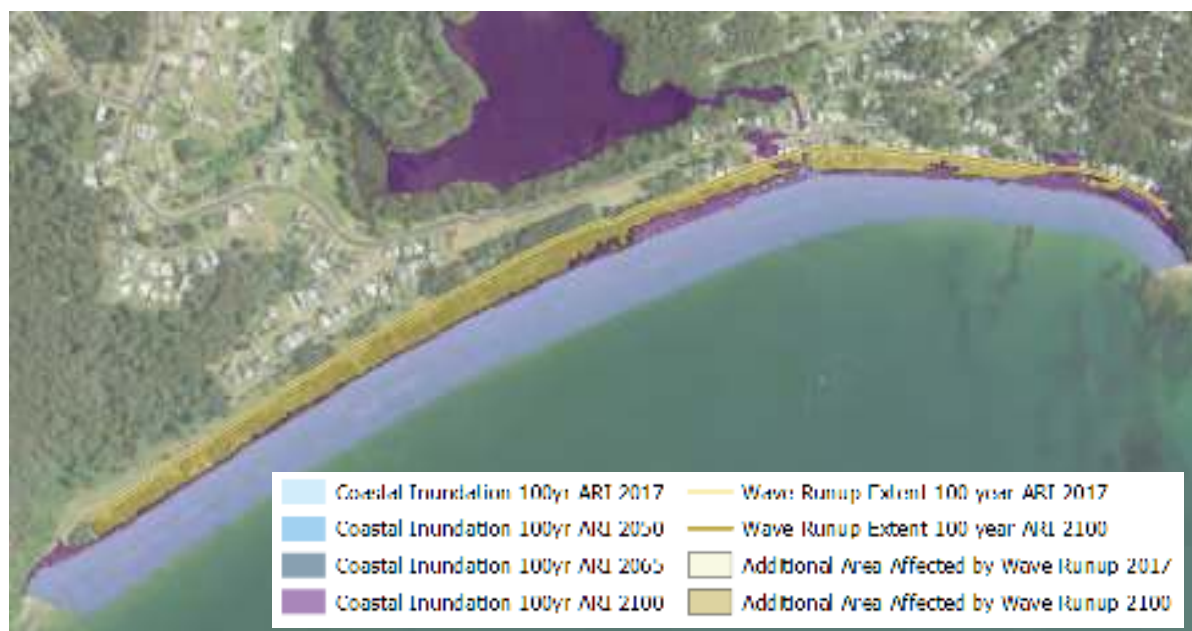 Coastal Inundation 100yr ARI 2017
Coastal Inundation 100yr ARI 2050
Coastal Inundation 100yr ARI 2065
Coastal Inundation 100yr ARI 2100
Wave Runup Extent 100 year ARI 2017
Wave Runup Extent 100 year ARI 2100
Additional Area Affected by Wave Runup 2017
Additional Area Affected by Wave Runup 2100